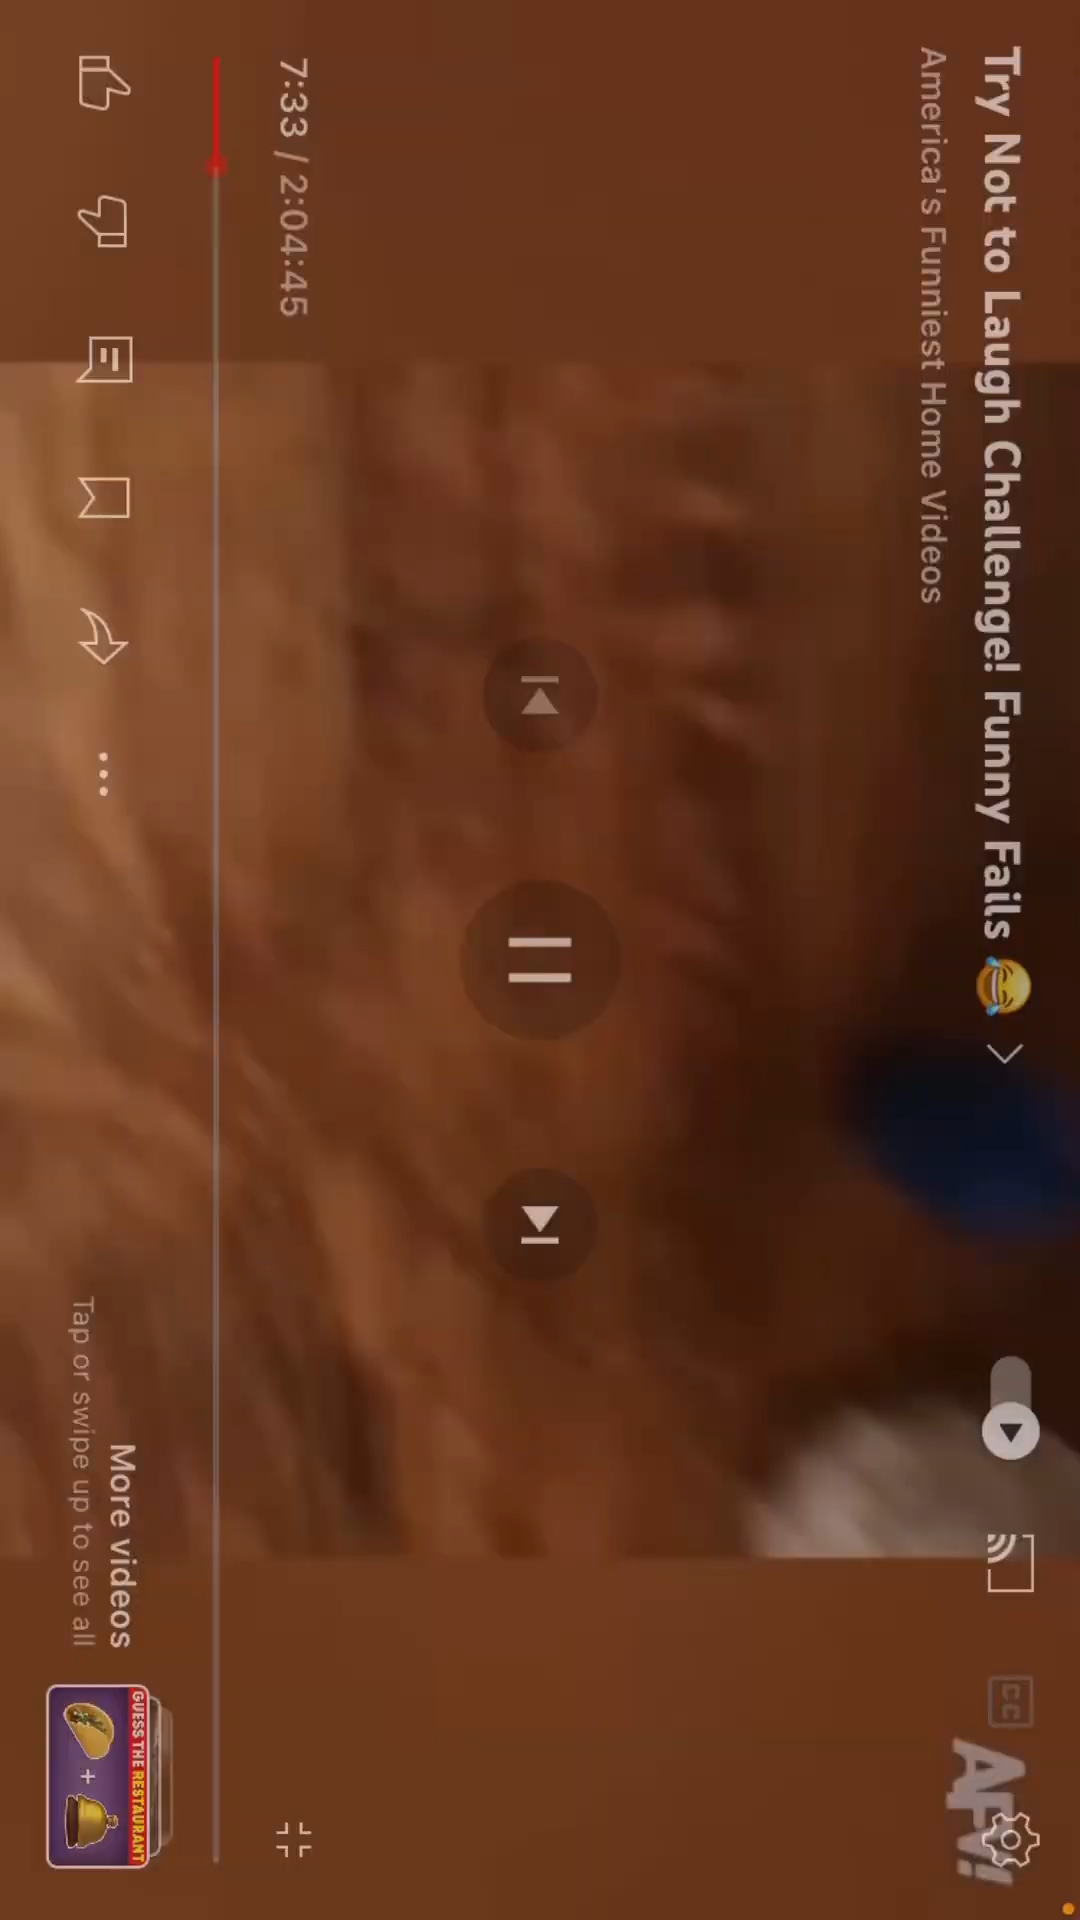 Try Not to Laugh Challenge! Funny Fails 😂
America's Funniest Home Videos
CC
AFV!
7:33 / 2:04:45
More videos
Tap or swipe up to see all
GUESS THE RESTAURANT
+